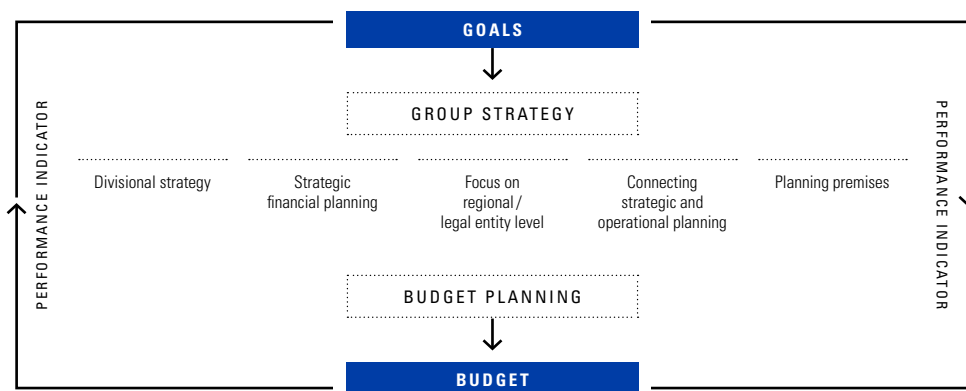 GOALS
GROUP STRATEGY
PERFORMANCE INDICATOR
Divisional strategy
Strategic
financial planning
Focus on
regional/
legal entity level
Connecting
strategic and
operational planning
Planning premises
PERFORMANCE INDICATOR
BUDGET PLANNING
BUDGET